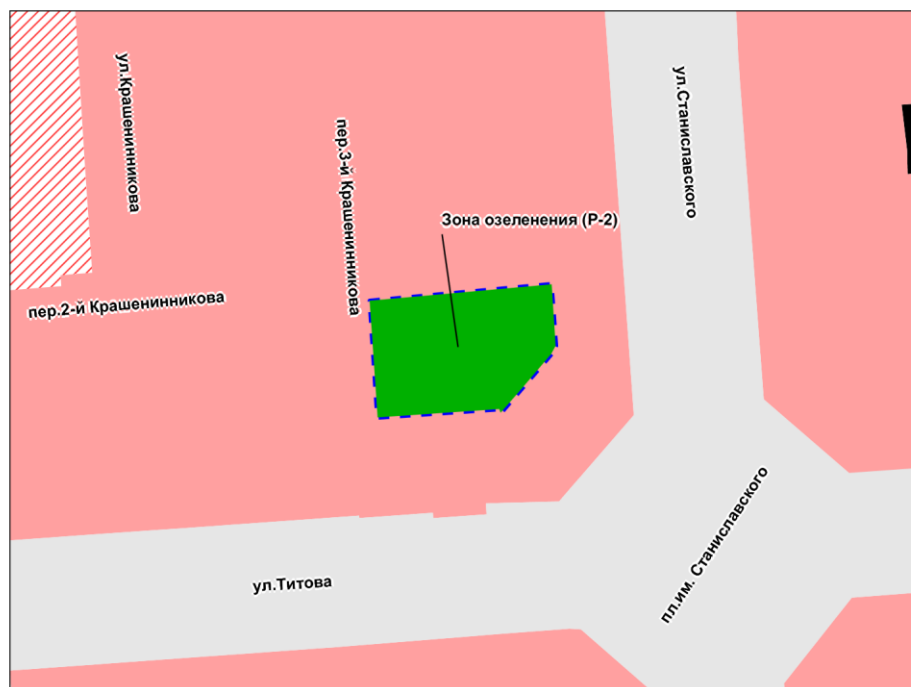 ул.Крашенинникова
ул.Станиславского
пер.3-й Крашенинникова
Зона озеленения (Р-2)
пер.2-й Крашенинникова
пл.им. Станиславского
ул.Титова